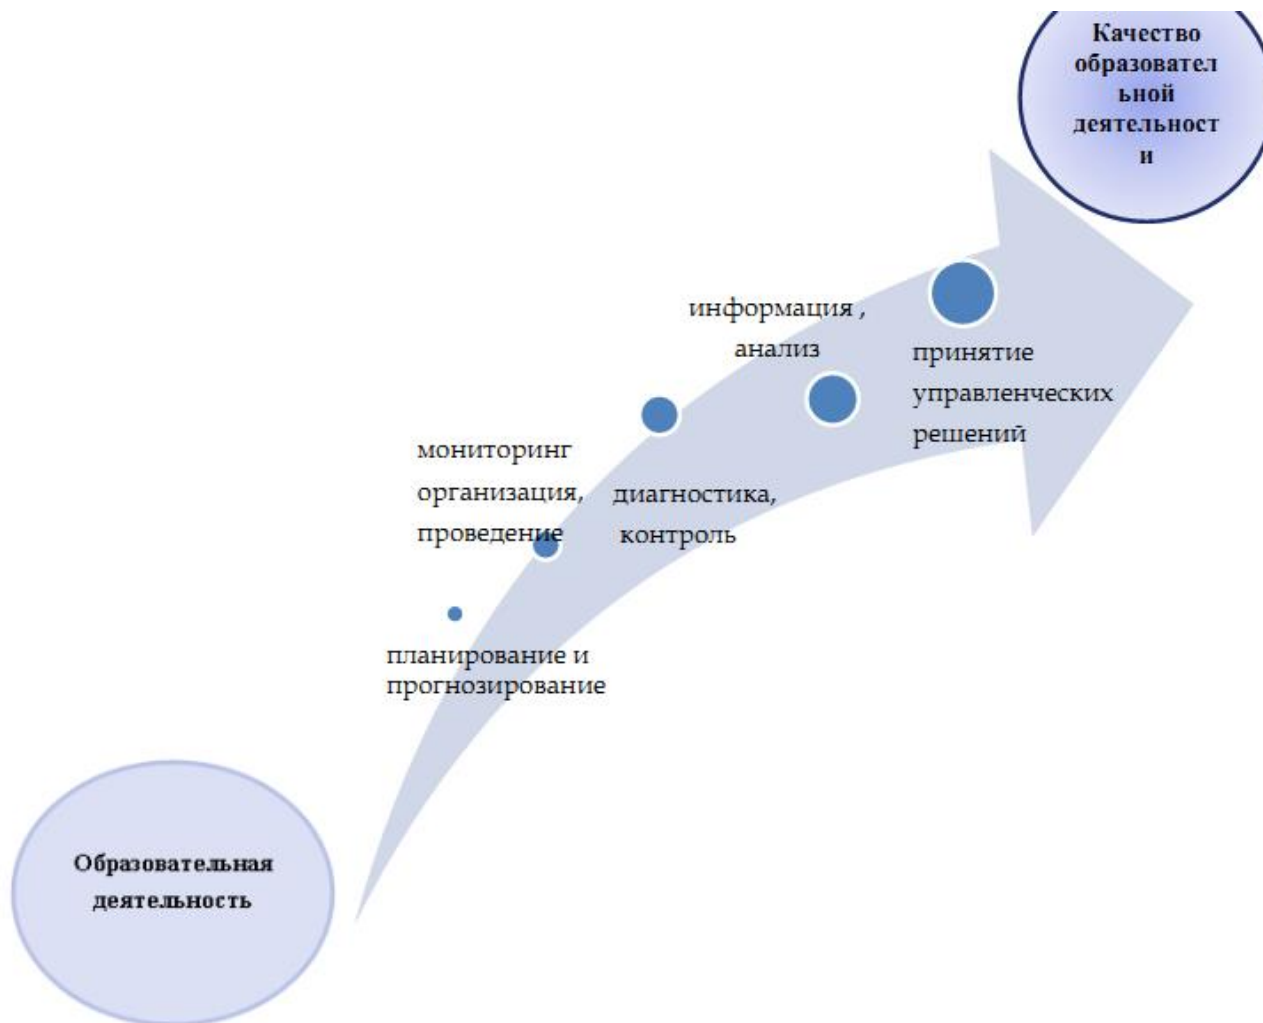 Качество
образовател
ьной
деятельност
и
информация ,
анализ
принятие
управленческих
решений
мониторинг
организация,
проведение
диагностика,
контроль
планирование и
прогнозирование
Образовательная
деятельность